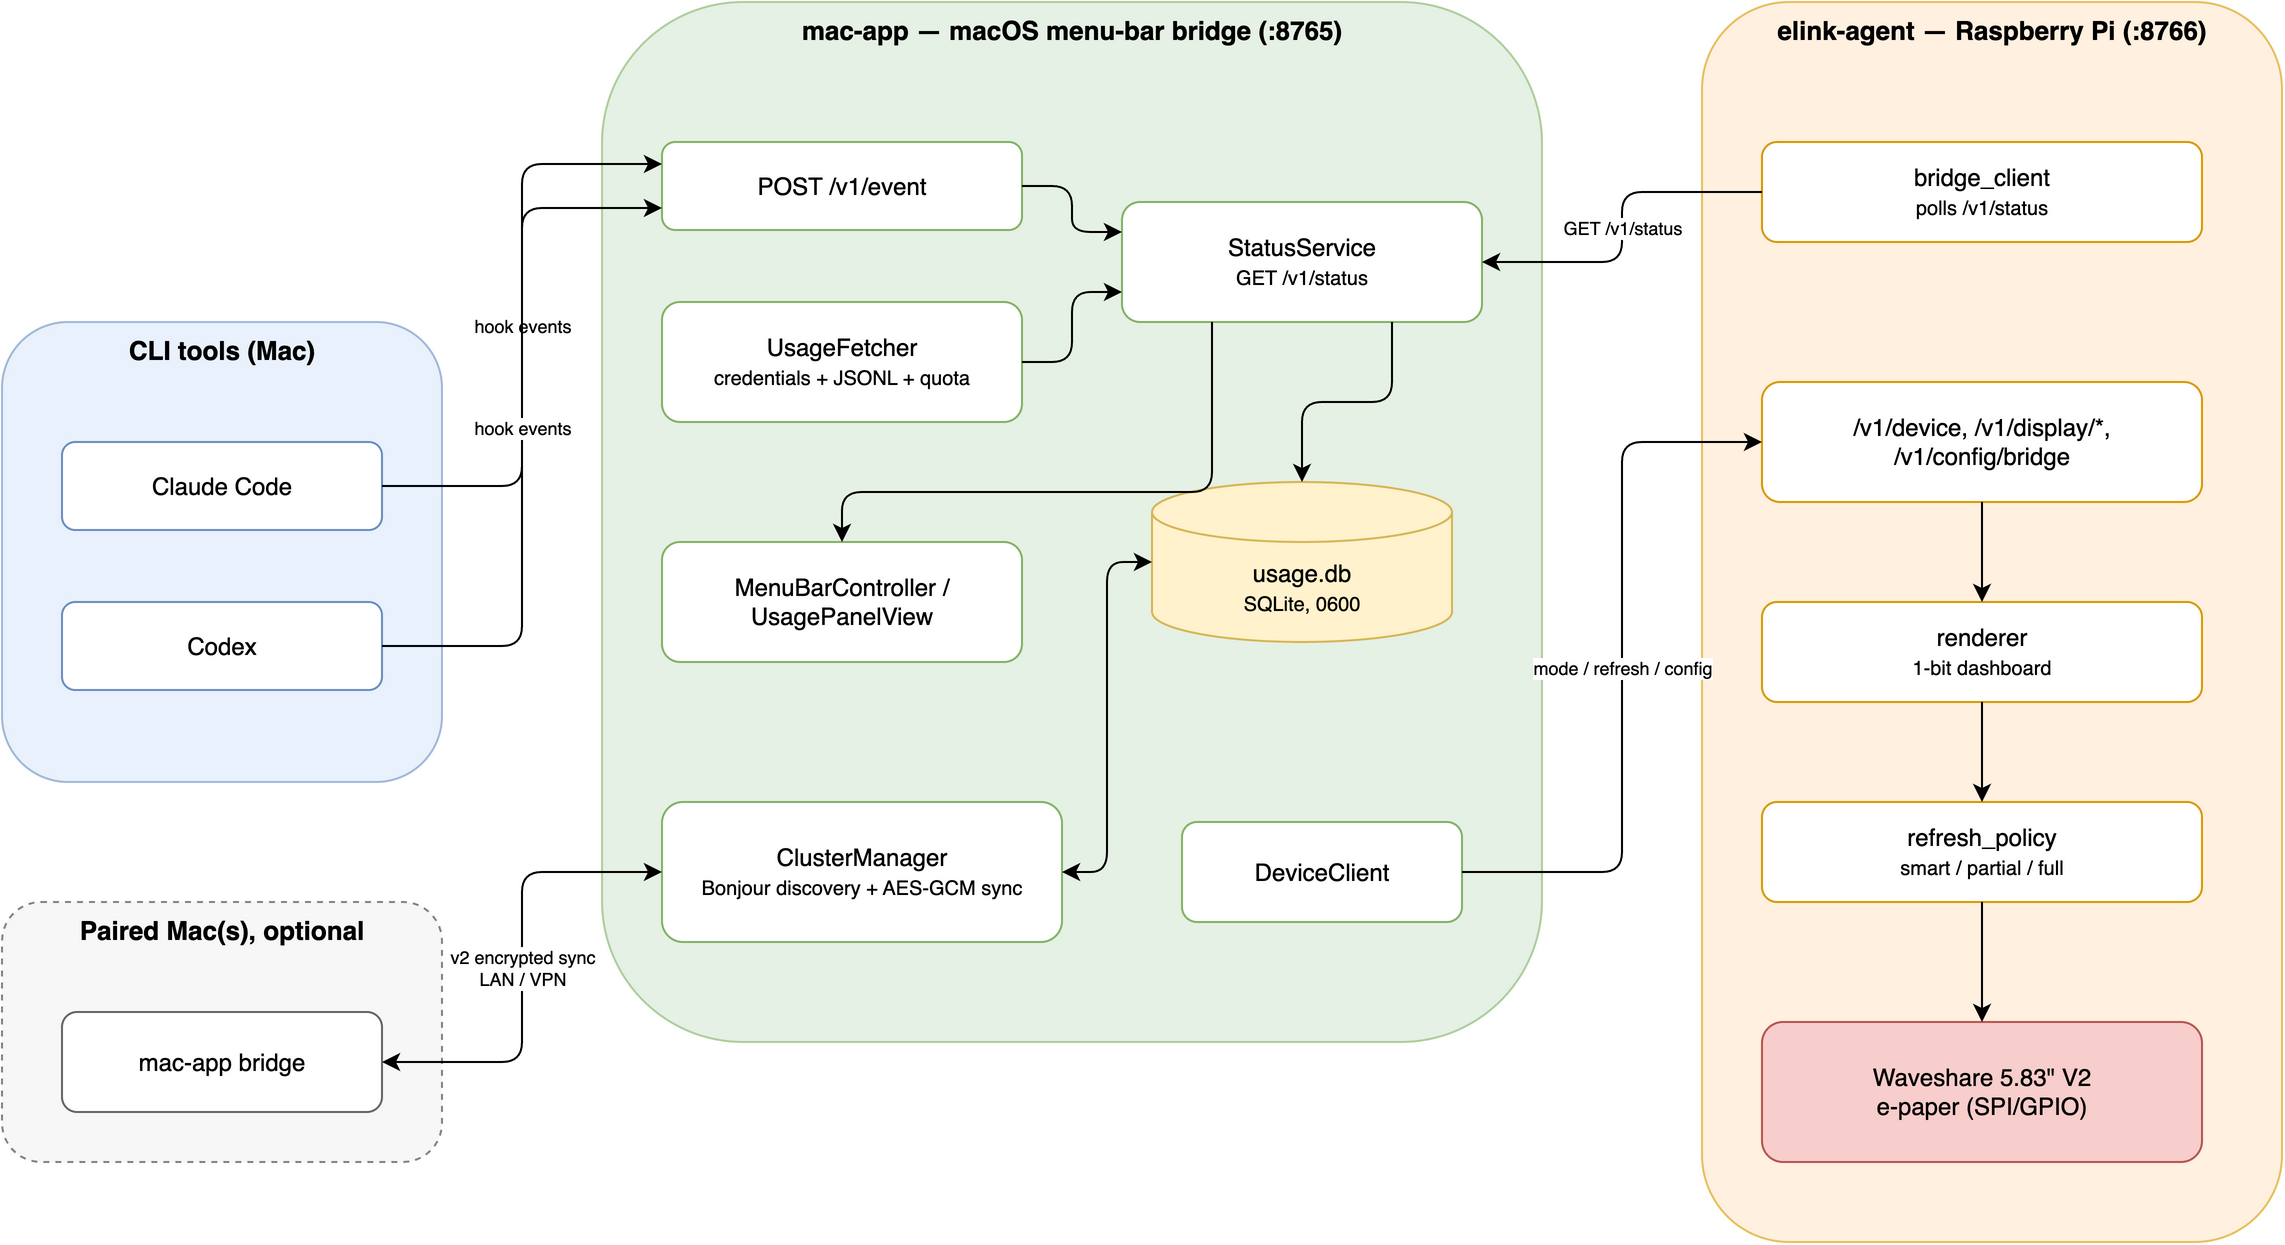 mac-app — macOS menu-bar bridge (:8765)
elink-agent — Raspberry Pi (:8766)
CLI tools (Mac)
Claude Code
Codex
hook events
hook events
Paired Mac(s), optional
mac-app bridge
v2 encrypted sync
LAN / VPN
POST /v1/event
UsageFetcher
credentials + JSONL + quota
StatusService
GET /v1/status
MenuBarController /
UsagePanelView
usage.db
SQLite, 0600
ClusterManager
Bonjour discovery + AES-GCM sync
DeviceClient
GET /v1/status
mode / refresh / config
bridge_client
polls /v1/status
/v1/device, /v1/display/*,
/v1/config/bridge
renderer
1-bit dashboard
refresh_policy
smart / partial / full
Waveshare 5.83" V2
e-paper (SPI/GPIO)